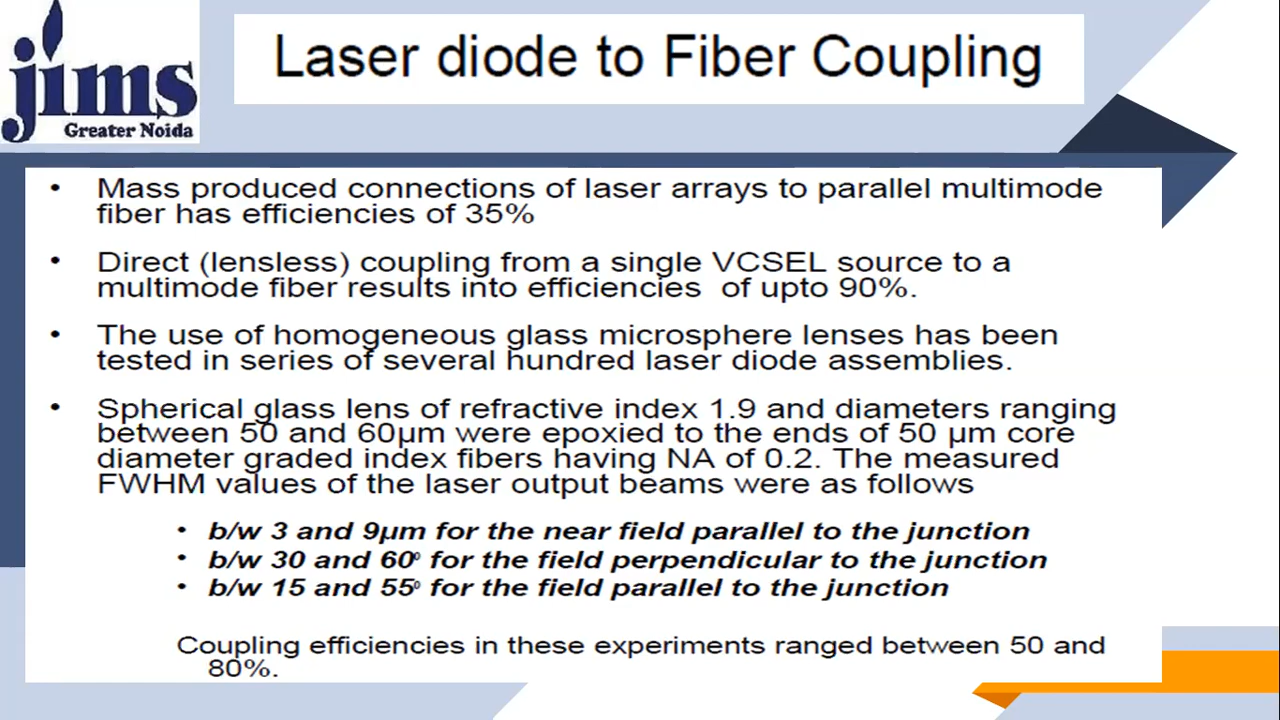 jims
Greater Noida
Laser diode to Fiber Coupling
• Mass produced connections of laser arrays to parallel multimode
fiber has efficiencies of 35%
• Direct (lensless) coupling from a single VCSEL source to a
multimode fiber results into efficiencies of upto 90%.
• The use of homogeneous glass microsphere lenses has been
tested in series of several hundred laser diode assemblies.
• Spherical glass lens of refractive index 1.9 and diameters ranging
between 50 and 60μm were epoxied to the ends of 50 μm core
diameter graded index fibers having NA of 0.2. The measured
FWHM values of the laser output beams were as follows
• b/w 3 and 9μm for the near field parallel to the junction
• b/w 30 and 60⁰ for the field perpendicular to the junction
• b/w 15 and 55⁰ for the field parallel to the junction
Coupling efficiencies in these experiments ranged between 50 and
80%.